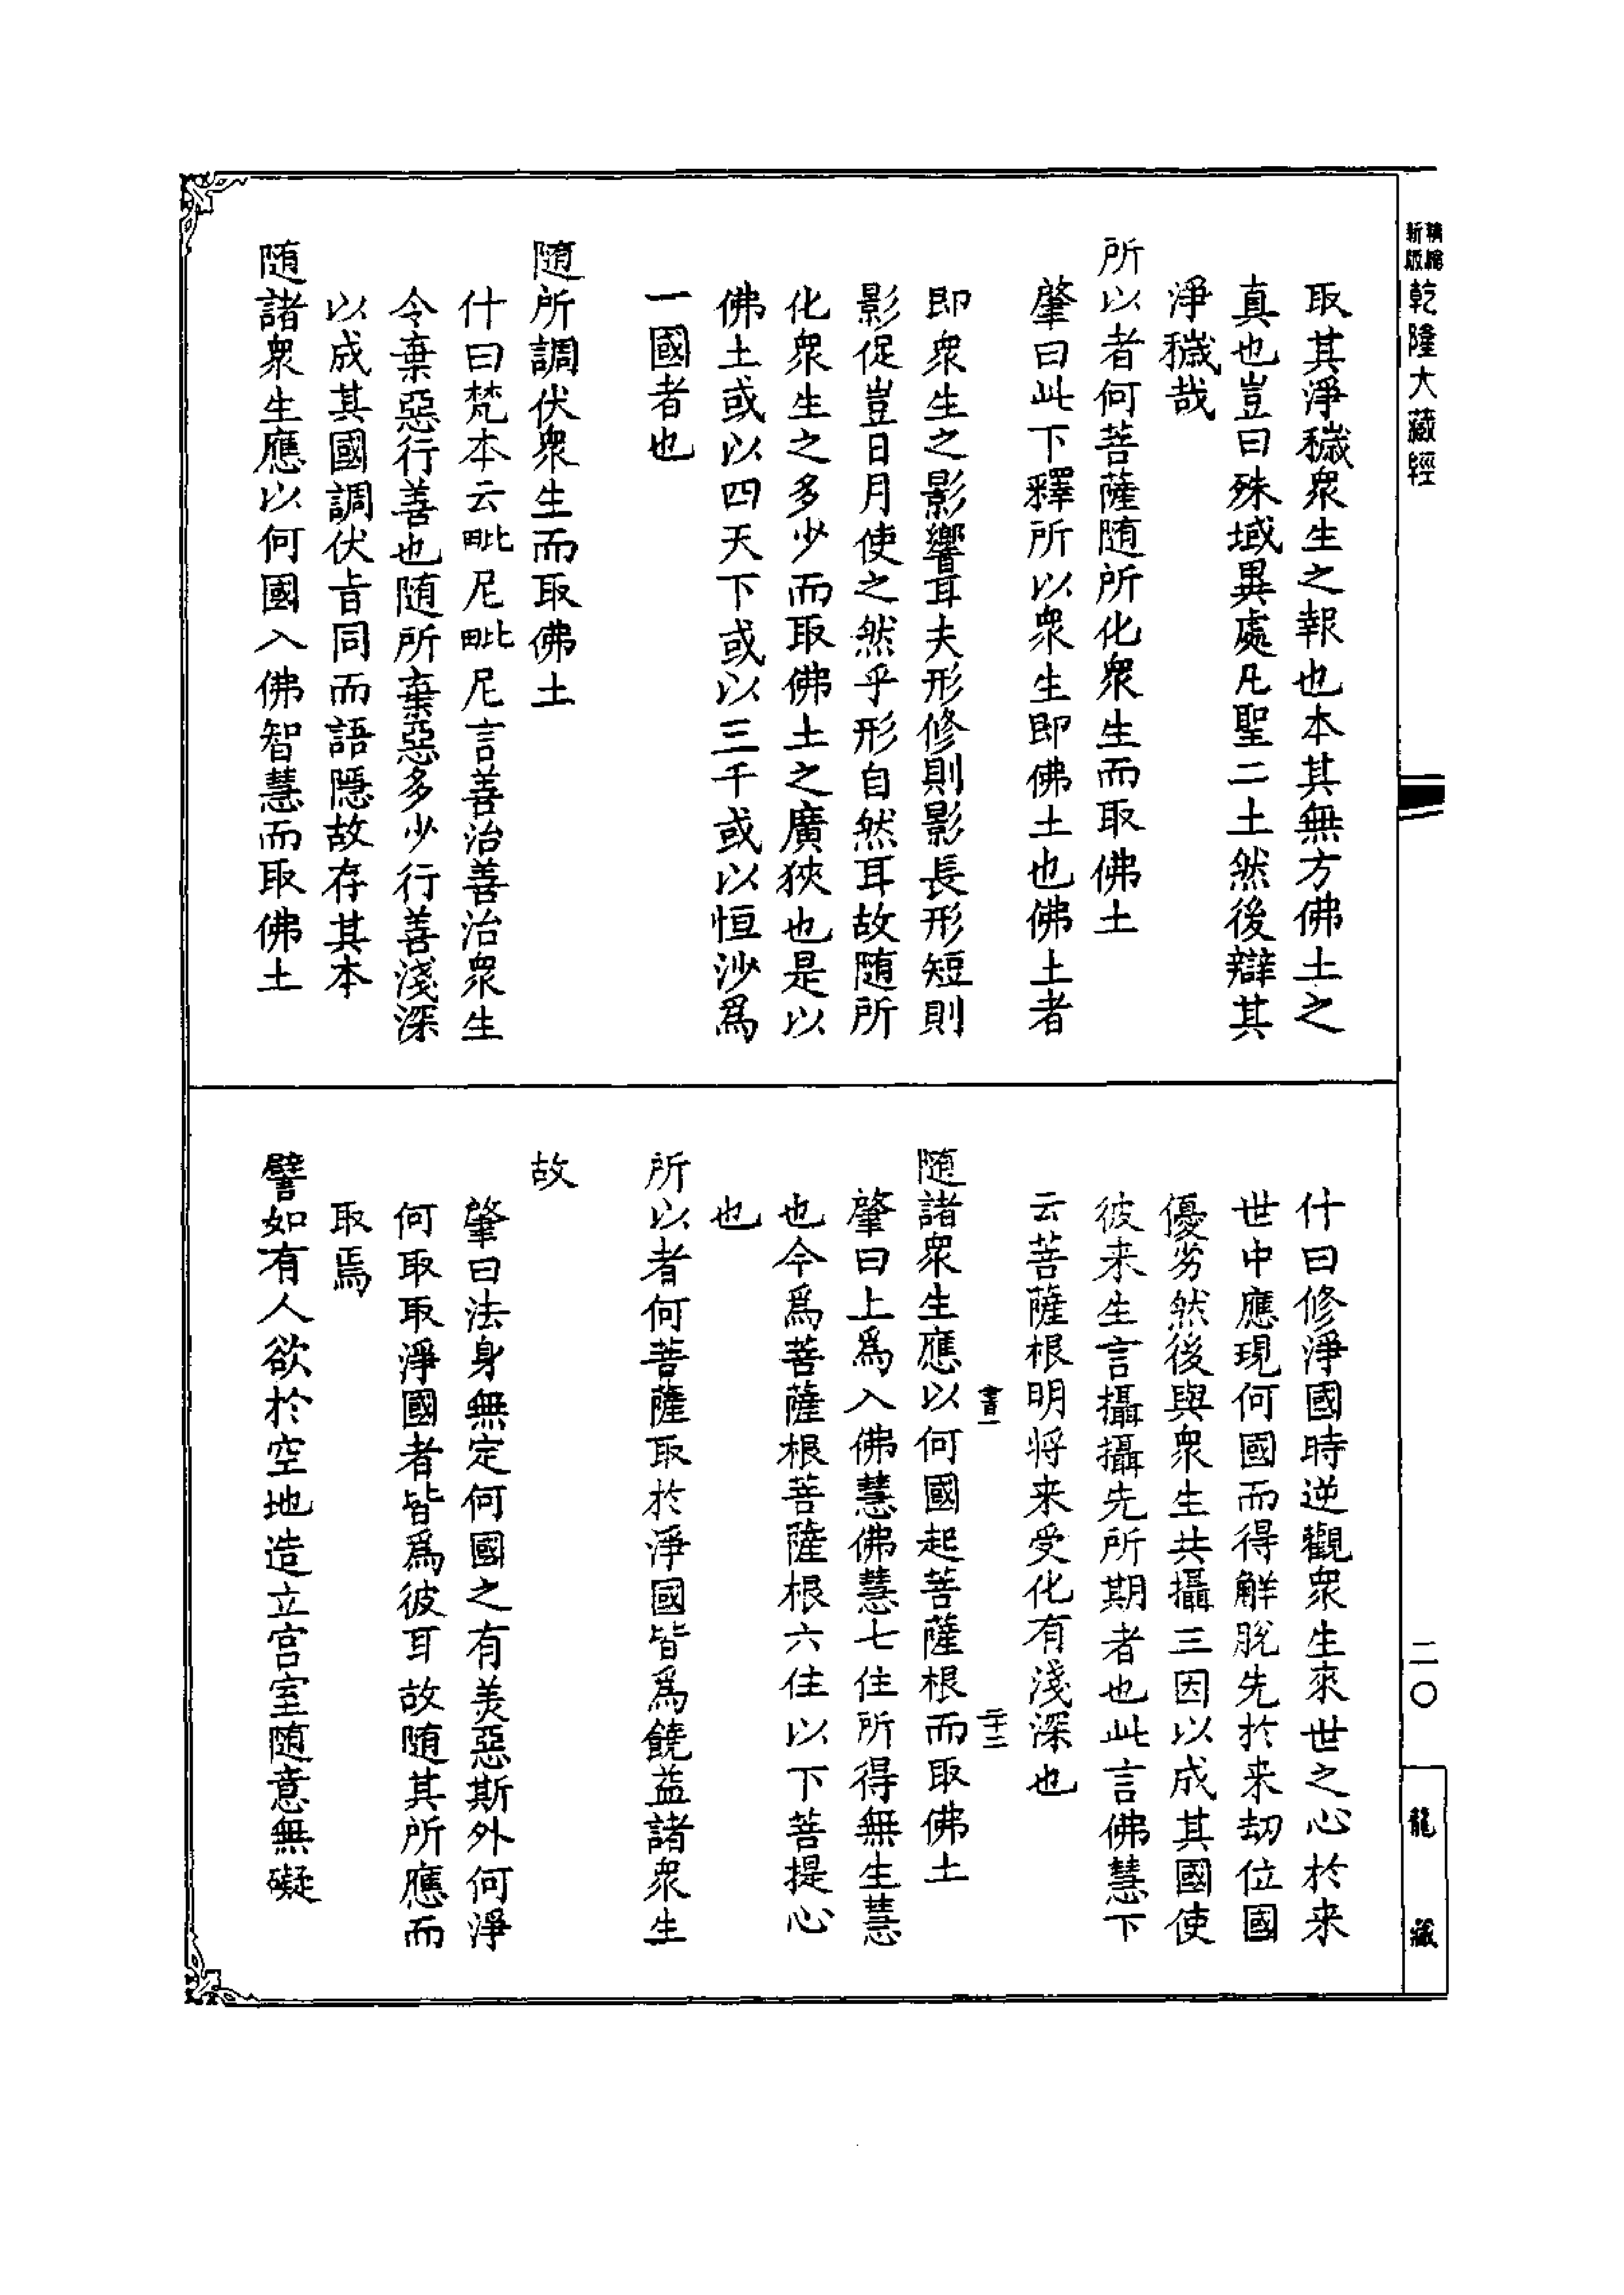 新版
精縮
乾隆大藏經
二〇
龍藏
取其淨穢衆生之報也本其無方佛土之
真也豈曰殊域異處凡聖二土然後辯其
淨穢哉
所以者何菩薩隨所化衆生而取佛土
肇曰此下釋所以衆生即佛土也佛土者
即衆生之影響耳夫形修則影長形短則
影促豈日月使之然乎形自然耳故隨所
化衆生之多少而取佛土之廣狹也是以
佛土或以四天下或以三千或以恒沙爲
一國者也
隨所調伏衆生而取佛土
什曰梵本云毗尼毗尼言善治善治衆生
令棄惡行善也隨所棄惡多少行善淺深
以成其國調伏旨同而語隱故存其本
隨諸衆生應以何國入佛智慧而取佛土
什曰修淨國時逆觀衆生來世之心於来
世中應現何國而得解脫先於来劫位國
優劣然後與衆生共攝三因以成其國使
彼来生言攝攝先所期者也此言佛慧下
云菩薩根明将来受化有淺深也
書一
二十三
隨諸衆生應以何國起菩薩根而取佛土
肇曰上爲入佛慧佛慧七住所得無生慧
也今爲菩薩根菩薩根六住以下菩提心
也
所以者何菩薩取於淨國皆爲饒益諸衆生
故
肇曰法身無定何國之有美惡斯外何淨
何取取淨國者皆爲彼耳故隨其所應而
取焉
譬如有人欲於空地造立宫室隨意無礙